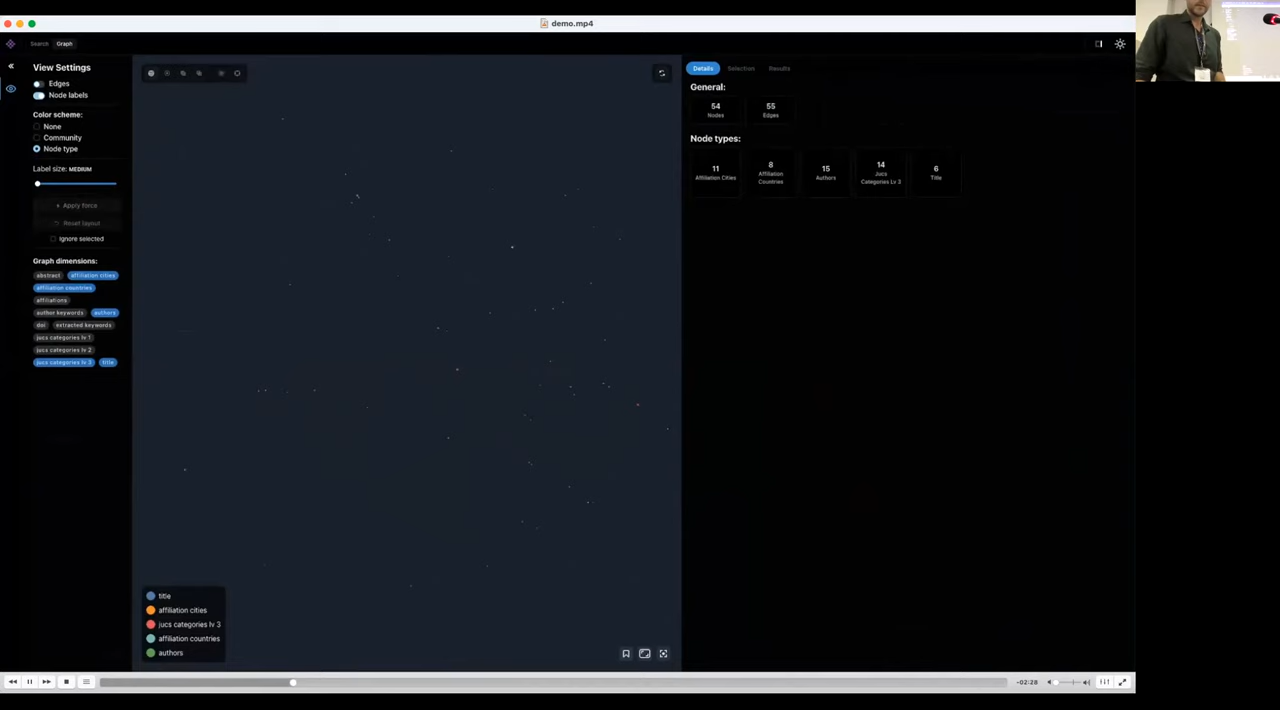 demo.mp4
Search Graph
View Settings
Edges
Node labels
Color scheme:
None
Community
Node type
Label size: MEDIUM
Apply force
Reset layout
Ignore selected
Graph dimensions:
abstract affiliation cities
affiliation countries
affiliations
author keywords authors
doi extracted keywords
jucs categories lv 1
jucs categories lv 2
jucs categories lv 3 title
title
affiliation cities
jucs categories lv 3
affiliation countries
authors
Details Selection Results
General:
54 Nodes
55 Edges
Node types:
11 Affiliation Cities
8 Affiliation Countries
15 Authors
14 Jucs Categories Lv 3
6 Title
-02:28